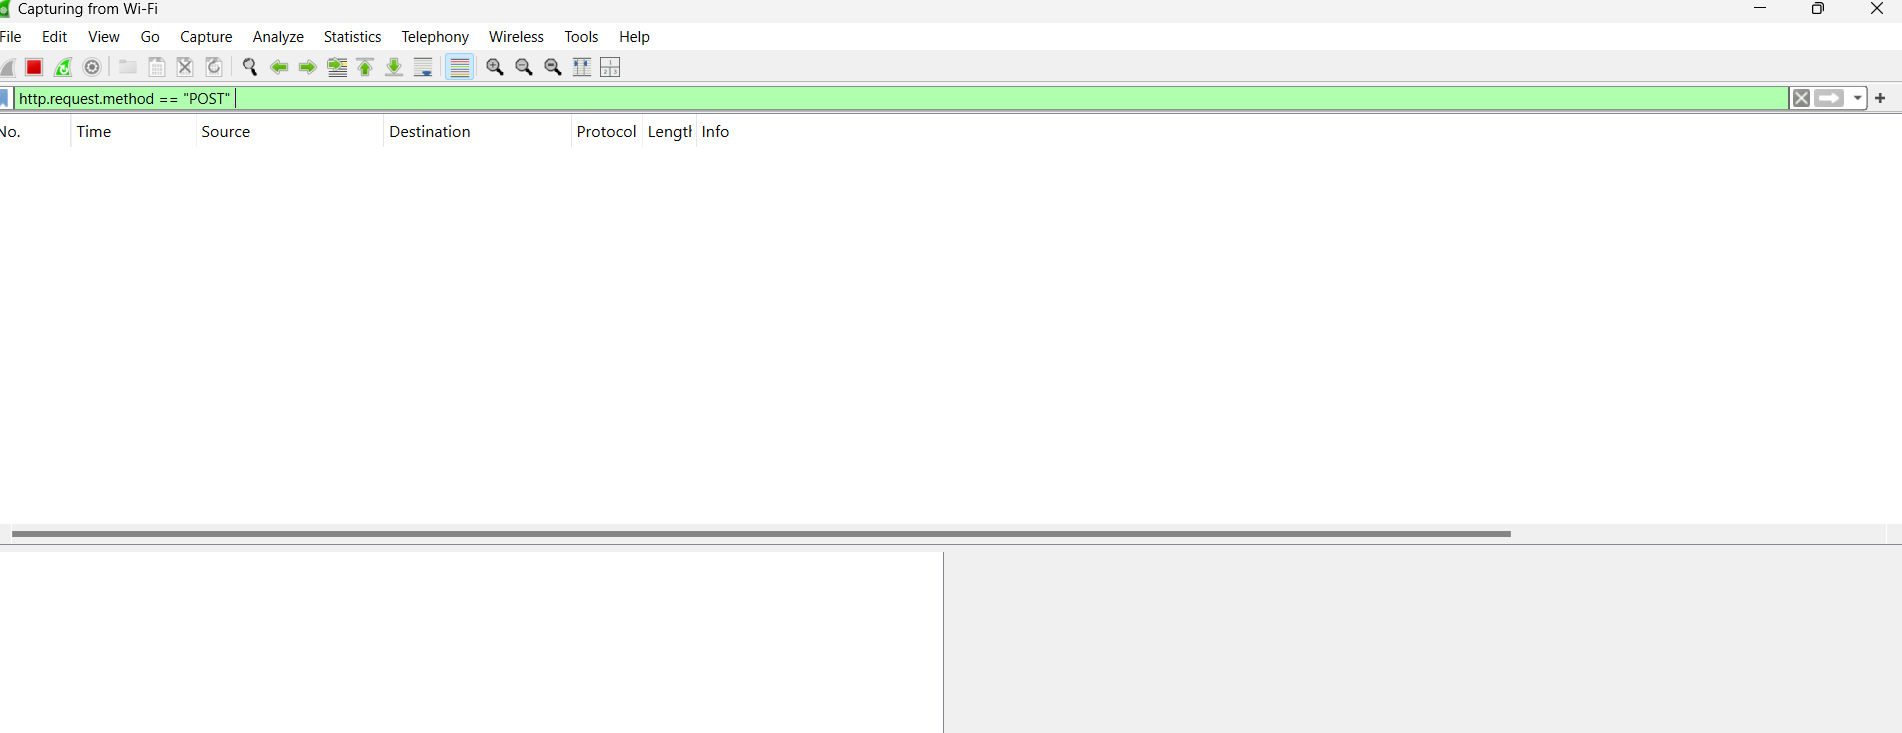 Capturing from Wi-Fi
File Edit View Go Capture Analyze Statistics Telephony Wireless Tools Help
http.request.method == "POST"
No. Time Source Destination Protocol Length Info